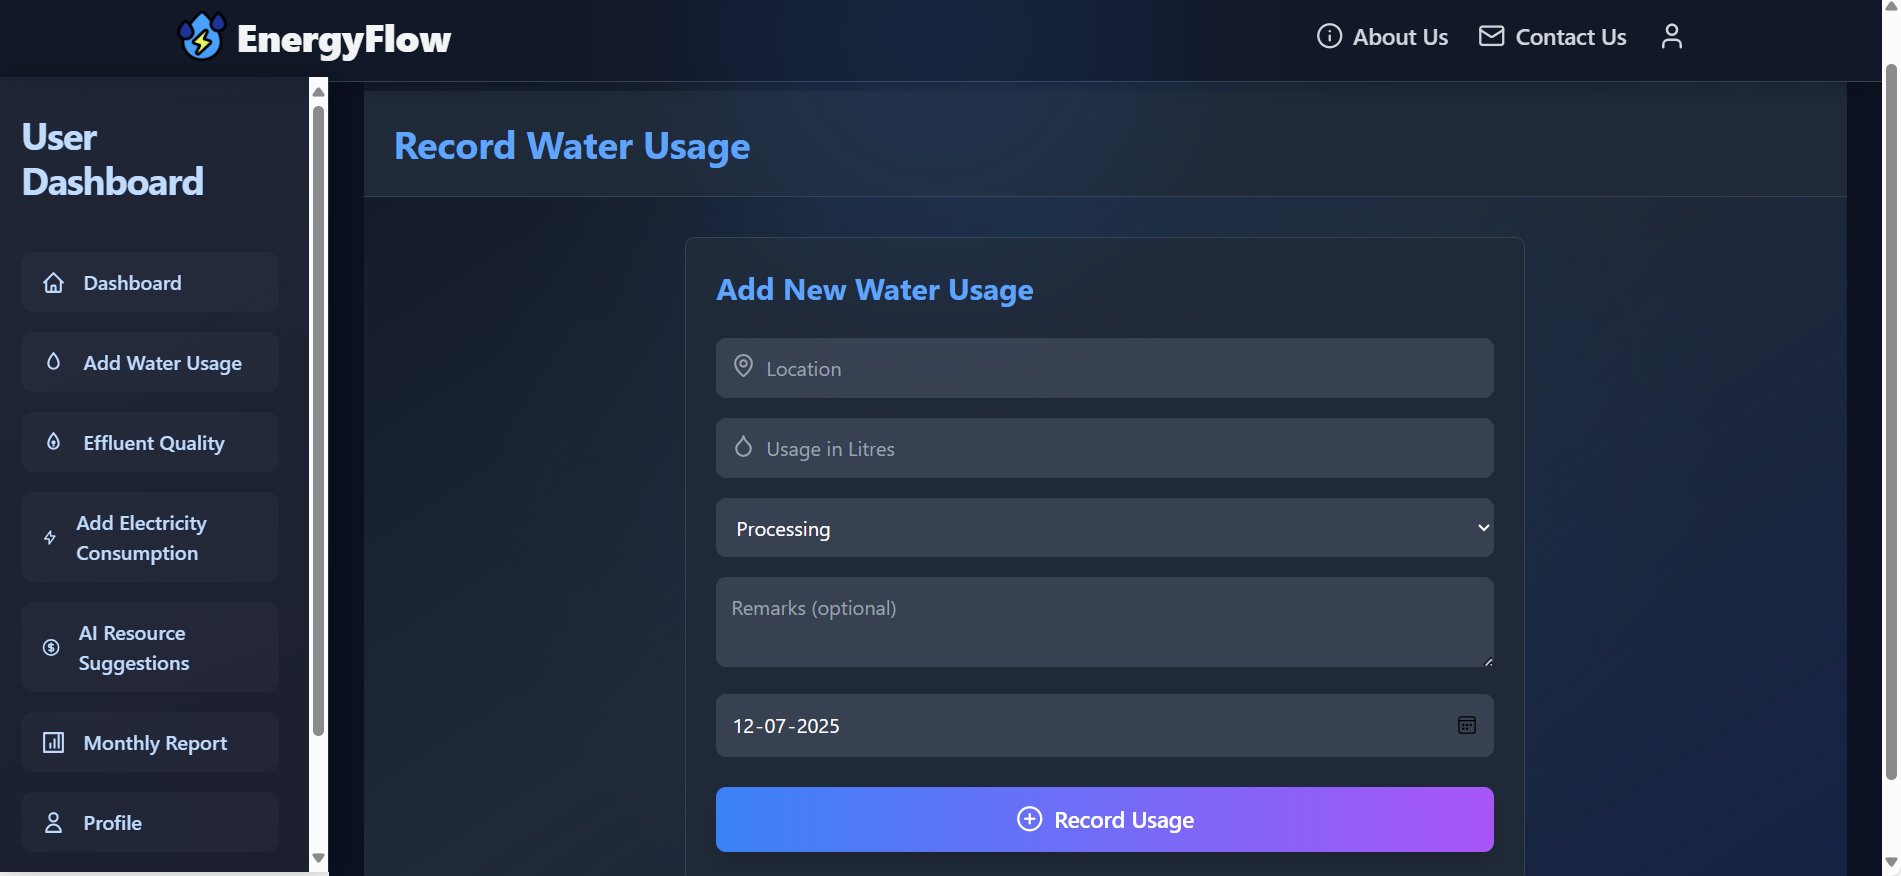 EnergyFlow
About Us
Contact Us
User
Dashboard
Dashboard
Add Water Usage
Effluent Quality
Add Electricity
Consumption
AI Resource
Suggestions
Monthly Report
Profile
Record Water Usage
Add New Water Usage
Location
Usage in Litres
Processing
Remarks (optional)
12-07-2025
Record Usage